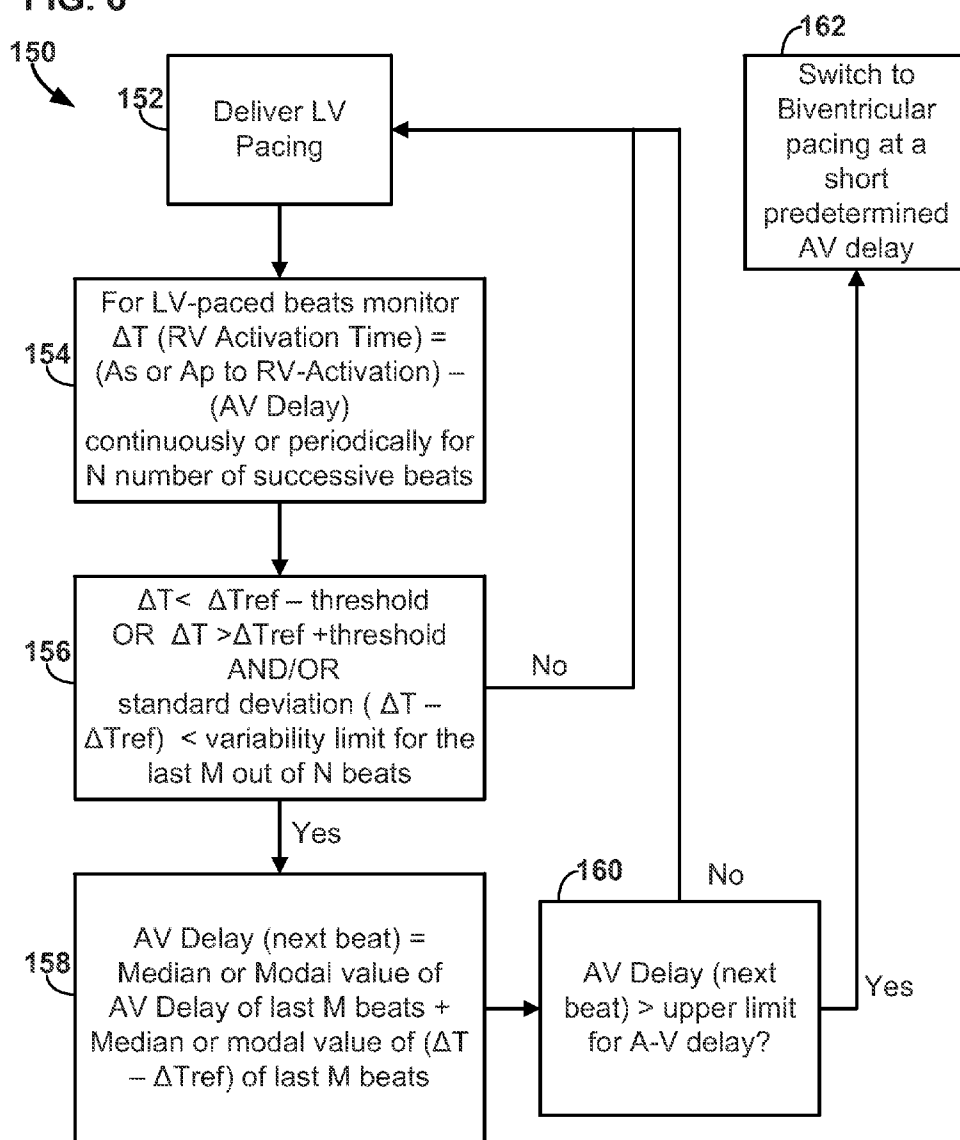 FIG. 6
150
152
Deliver LV
Pacing
154
For LV-paced beats monitor
ΔT (RV Activation Time) =
(As or Ap to RV-Activation) –
(AV Delay)
continuously or periodically for
N number of successive beats
156
ΔT< ΔTref – threshold
OR ΔT >ΔTref +threshold
AND/OR
standard deviation ( ΔT –
ΔTref) < variability limit for the
last M out of N beats
No
Yes
158
AV Delay (next beat) =
Median or Modal value of
AV Delay of last M beats +
Median or modal value of (ΔT
– ΔTref) of last M beats
160
AV Delay (next
beat) > upper limit
for A-V delay?
No
Yes
162
Switch to
Biventricular
pacing at a
short
predetermined
AV delay